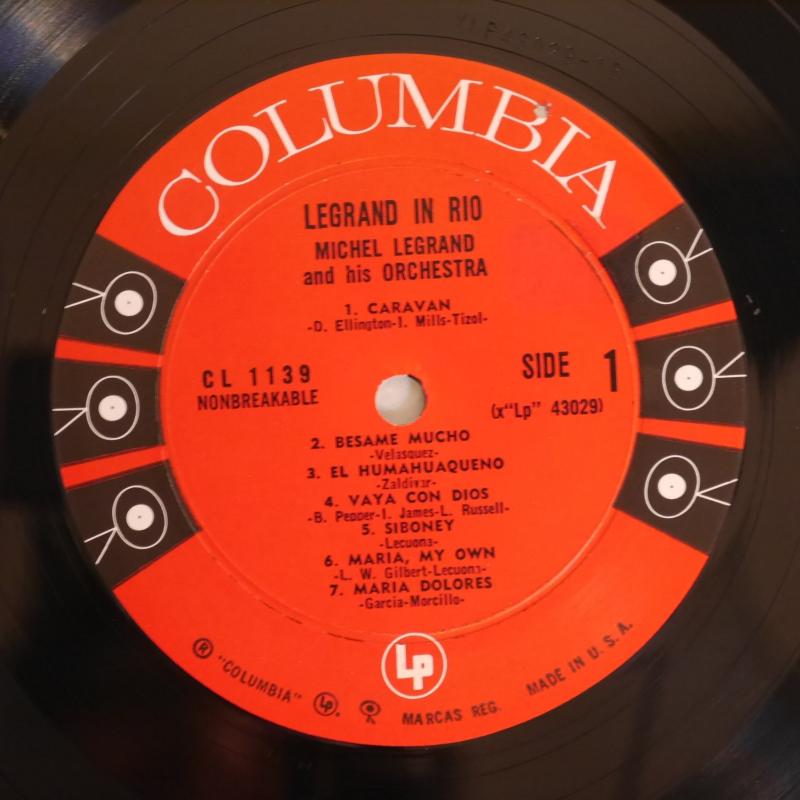 COLUMBIA
LEGRAND IN RIO
MICHEL LEGRAND
and his ORCHESTRA
1. CARAVAN
-D. Ellington-I. Mills-Tizol-
CL 1139
NONBREAKABLE
SIDE 1
(x"Lp" 43029)
2. BESAME MUCHO
-Velasquez-
3. EL HUMAHUAQUENO
-Zaldivar-
4. VAYA CON DIOS
-B. Pepper-I. James-L. Russell-
5. SIBONEY
-Lecuona-
6. MARIA, MY OWN
-L. W. Gilbert-Lecuona-
7. MARIA DOLORES
-Garcia-Morcillo-
Lp
® "COLUMBIA" Lp. MARCAS REG. MADE IN U. S. A.